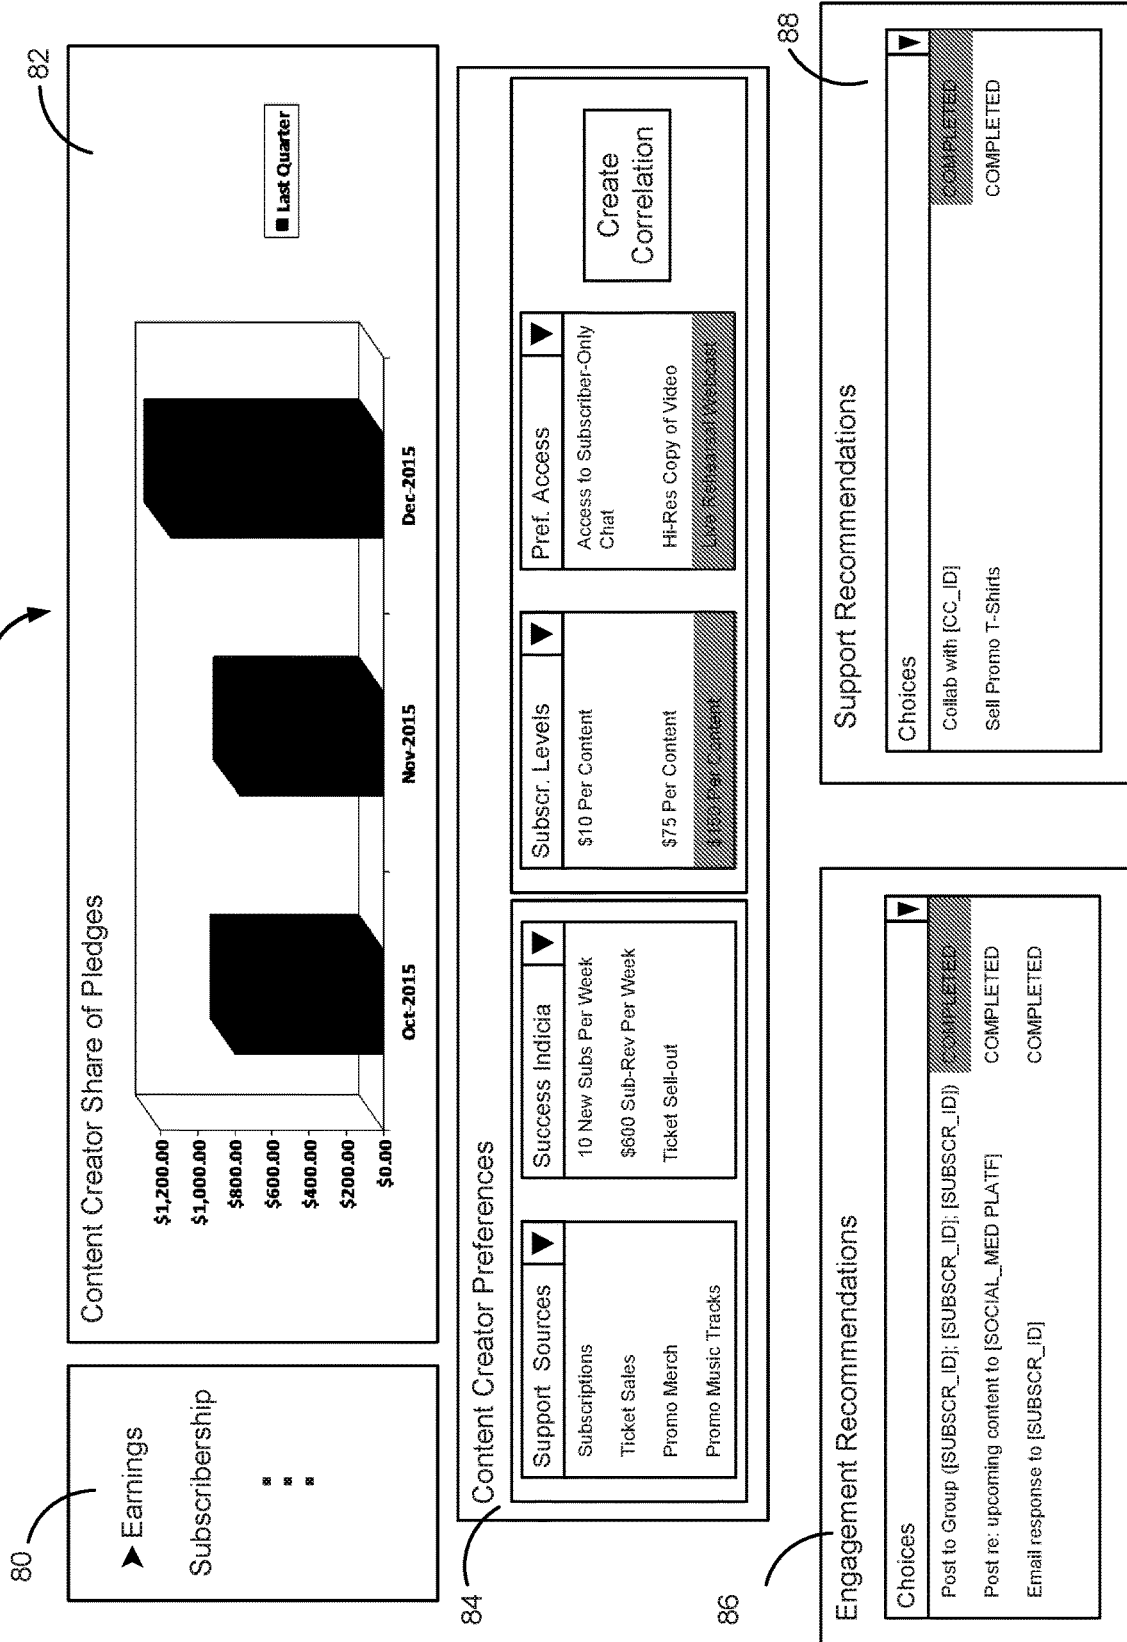 80
➤ Earnings
Subscribership
82
Content Creator Share of Pledges
$1,200.00
$1,000.00
$800.00
$600.00
$400.00
$200.00
$0.00
Oct-2015
Nov-2015
Dec-2015
Last Quarter
84
Content Creator Preferences
Support Sources
Subscriptions
Ticket Sales
Promo Merch
Promo Music Tracks
Success Indicia
10 New Subs Per Week
$600 Sub-Rev Per Week
Ticket Sell-out
Subscr. Levels
$10 Per Content
$75 Per Content
Per Content
Pref. Access
Access to Subscriber-Only
Chat
Hi-Res Copy of Video
Live Rehearsal Webcast
Create
Correlation
86
Engagement Recommendations
Choices
Post to Group ([SUBSCR_ID]; [SUBSCR_ID]; [SUBSCR_ID]) COMPLETED
Post re: upcoming content to [SOCIAL_MED PLATF] COMPLETED
Email response to [SUBSCR_ID] COMPLETED
88
Support Recommendations
Choices
Collab with [CC_ID] COMPLETED
Sell Promo T-Shirts COMPLETED